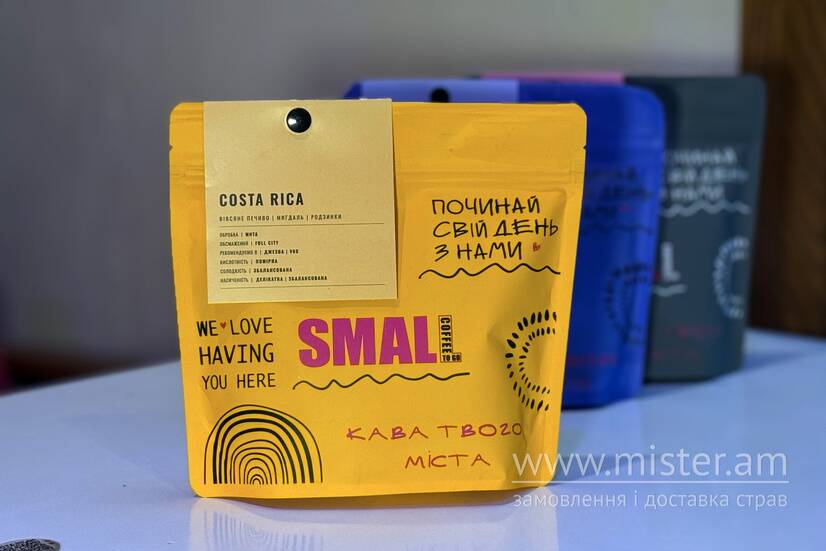 COSTA RICA
ВІВСЯНЕ ПЕЧИВО | МИГДАЛЬ | РОДЗИНКИ
ОБРОБКА | МИТА
ОБСМАЖЕННЯ | FULL CITY
РЕКОМЕНДУЄМО В | ДЖЕЗВА | V60
КИСЛОТНІСТЬ | ПОМІРНА
СОЛОДКІСТЬ | ЗБАЛАНСОВАНА
НАСИЧЕНІСТЬ | ДЕЛІКАТНА | ЗБАЛАНСОВАНА
ПОЧИНАЙ
СВІЙ ДЕНЬ
З НАМИ
WE LOVE
HAVING
YOU HERE
SMAL
COFFEE
TO GO
КАВА ТВОГО
МІСТА
www.mister.am
замовлення і доставка страв